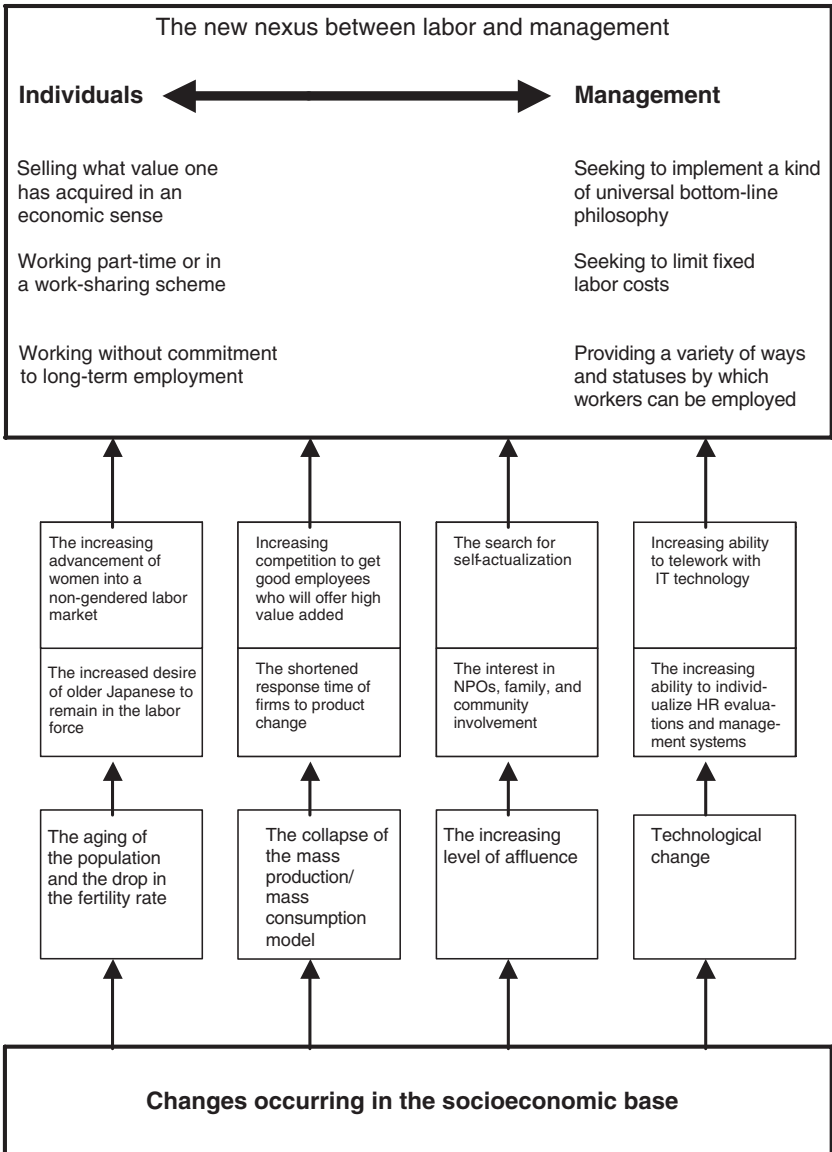 The new nexus between labor and management
Individuals
Management
Selling what value one
has acquired in an
economic sense
Seeking to implement a kind
of universal bottom-line
philosophy
Working part-time or in
a work-sharing scheme
Seeking to limit fixed
labor costs
Working without commitment
to long-term employment
Providing a variety of ways
and statuses by which
workers can be employed
The increasing
advancement of
women into a
non-gendered labor
market
Increasing
competition to get
good employees
who will offer high
value added
The search for
self-actualization
Increasing ability
to telework with
IT technology
The increased desire
of older Japanese to
remain in the labor
force
The shortened
response time of
firms to product
change
The interest in
NPOs, family, and
community
involvement
The increasing
ability to individ-
ualize HR evalua-
tions and manage-
ment systems
The aging of
the population
and the drop in
the fertility rate
The collapse of
the mass
production/
mass
consumption
model
The increasing
level of affluence
Technological
change
Changes occurring in the socioeconomic base